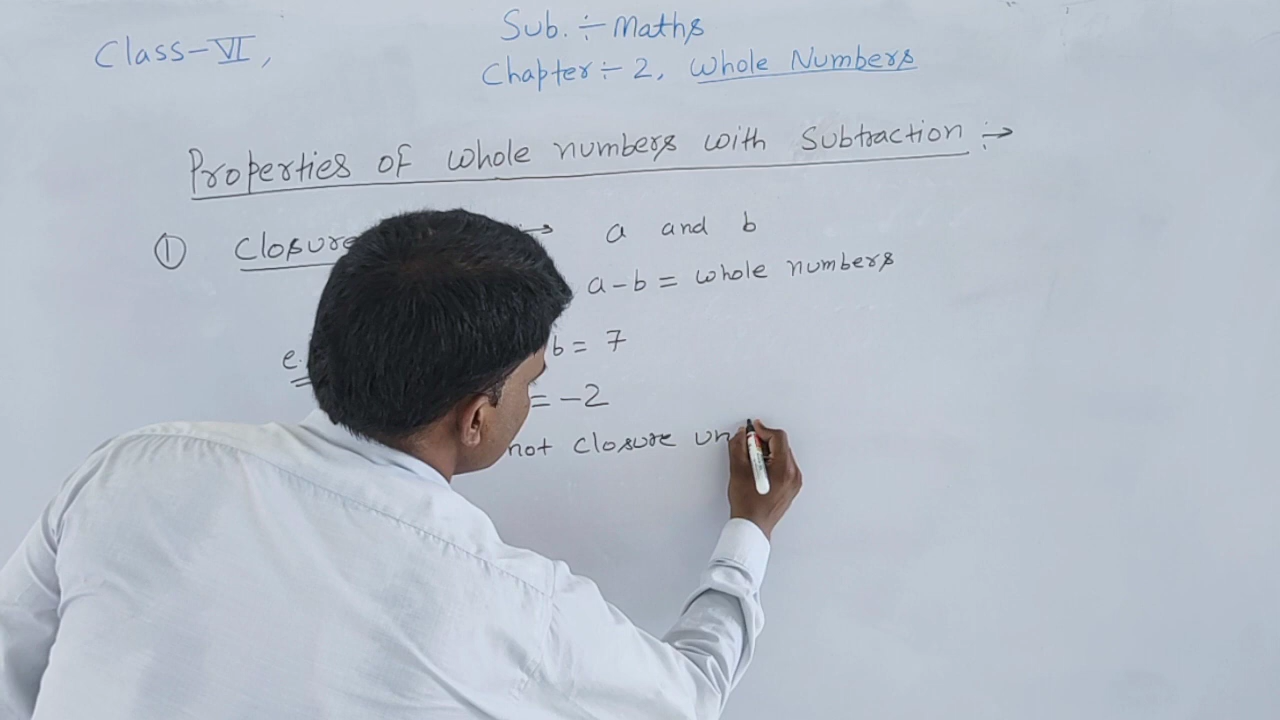 Class-VI,
Sub. ÷ Maths
Chapter ÷ 2, Whole Numbers
Properties of whole numbers with Subtraction ÷→
① Closure → a and b
a-b = whole numbers
e. b = 7
= -2
not closure un